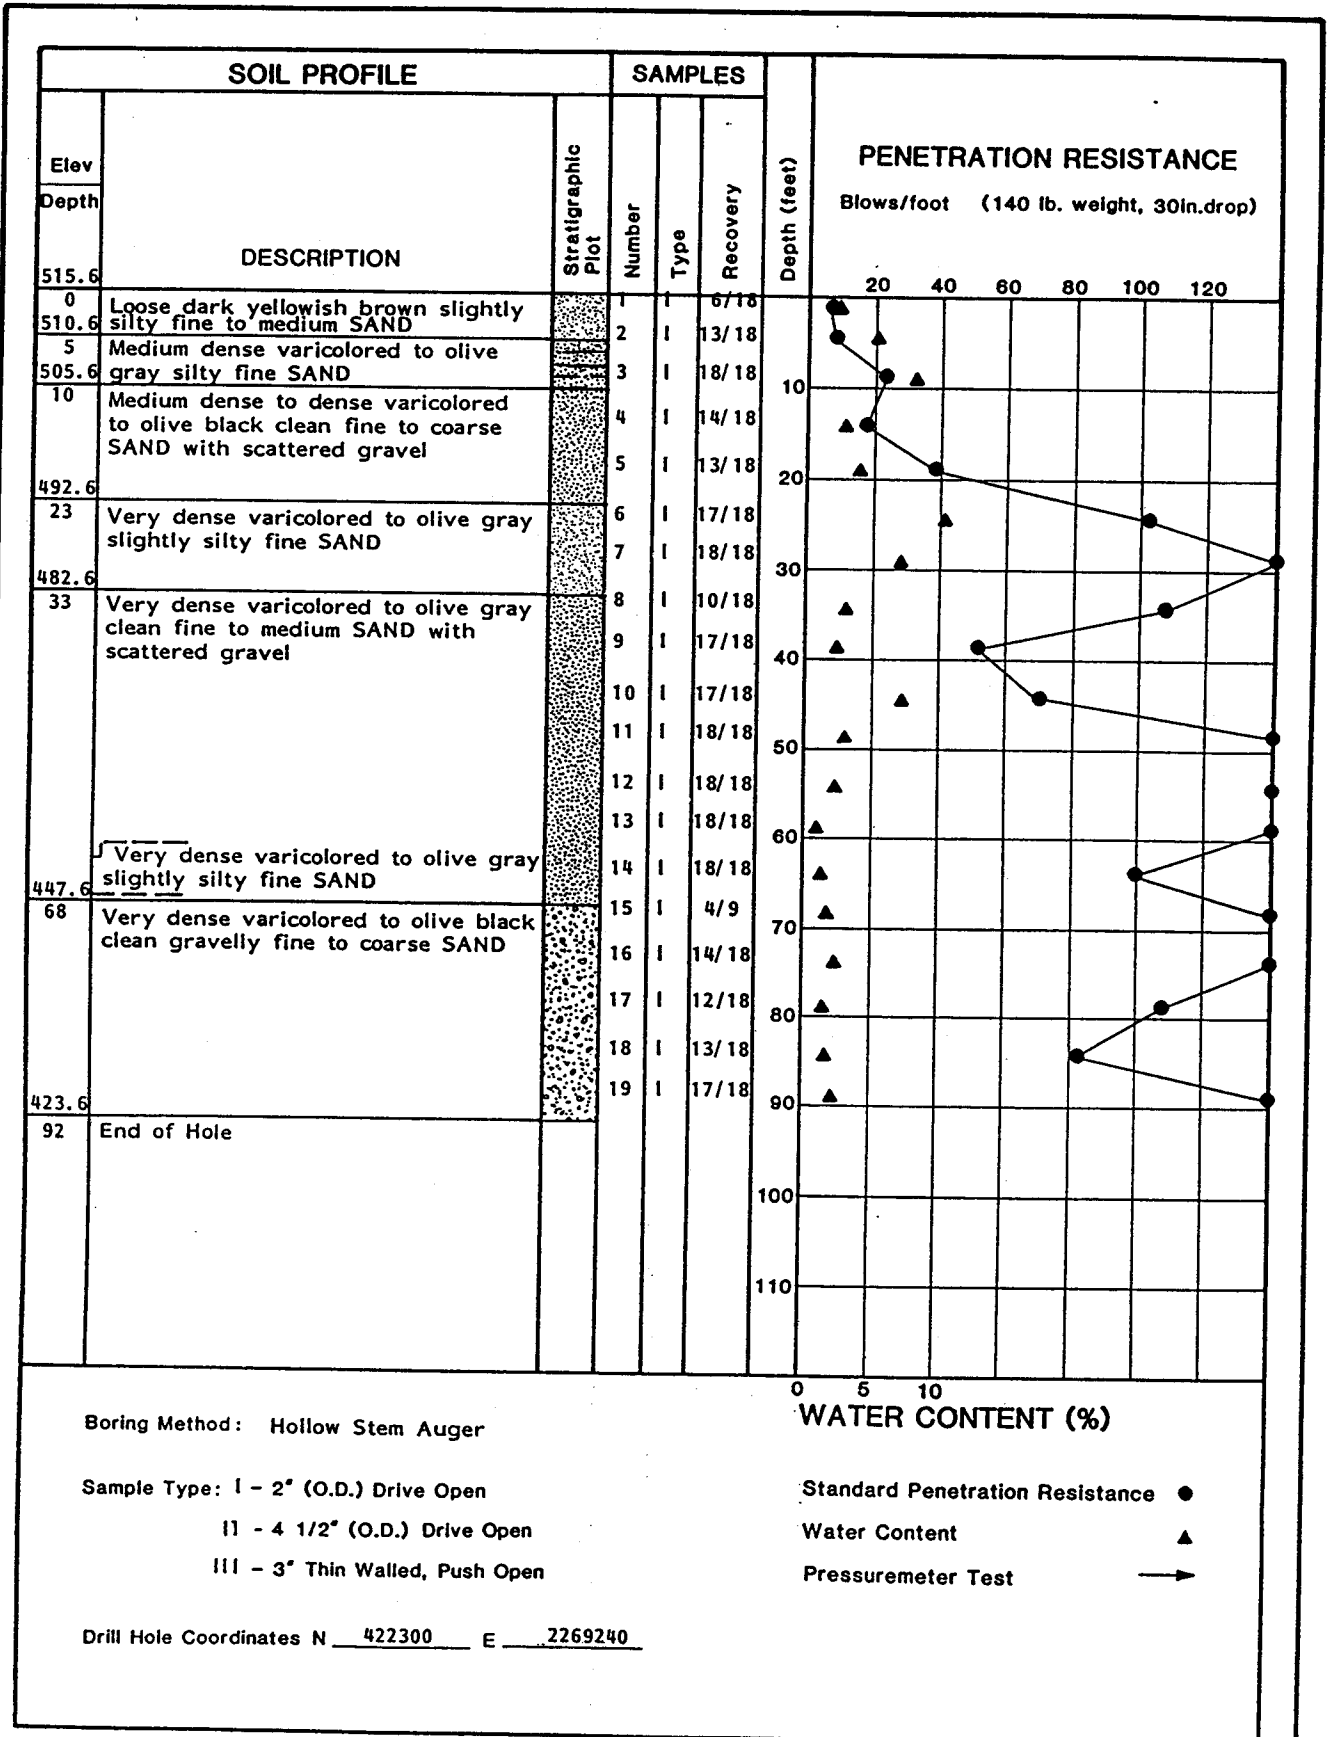 SOIL PROFILE
SAMPLES
Elev
Depth
DESCRIPTION
Stratigraphic
Plot
Number
Type
Recovery
Depth (feet)
PENETRATION RESISTANCE
Blows/foot (140 lb. weight, 30in.drop)
20 40 60 80 100 120
515.6
0 Loose dark yellowish brown slightly
510.6 silty fine to medium SAND
5 Medium dense varicolored to olive
505.6 gray silty fine SAND
10 Medium dense to dense varicolored
to olive black clean fine to coarse
SAND with scattered gravel
492.6
23 Very dense varicolored to olive gray
slightly silty fine SAND
482.6
33 Very dense varicolored to olive gray
clean fine to medium SAND with
scattered gravel
Very dense varicolored to olive gray
slightly silty fine SAND
447.6
68 Very dense varicolored to olive black
clean gravelly fine to coarse SAND
423.6
92 End of Hole
1 I 6/18
2 I 13/18
3 I 18/18
4 I 14/18
5 I 13/18
6 I 17/18
7 I 18/18
8 I 10/18
9 I 17/18
10 I 17/18
11 I 18/18
12 I 18/18
13 I 18/18
14 I 18/18
15 I 4/9
16 I 14/18
17 I 12/18
18 I 13/18
19 I 17/18
10
20
30
40
50
60
70
80
90
100
110
0 5 10
WATER CONTENT (%)
Boring Method: Hollow Stem Auger
Sample Type: I - 2" (O.D.) Drive Open
II - 4 1/2" (O.D.) Drive Open
III - 3" Thin Walled, Push Open
Drill Hole Coordinates N 422300 E 2269240
Standard Penetration Resistance ●
Water Content ▲
Pressuremeter Test →